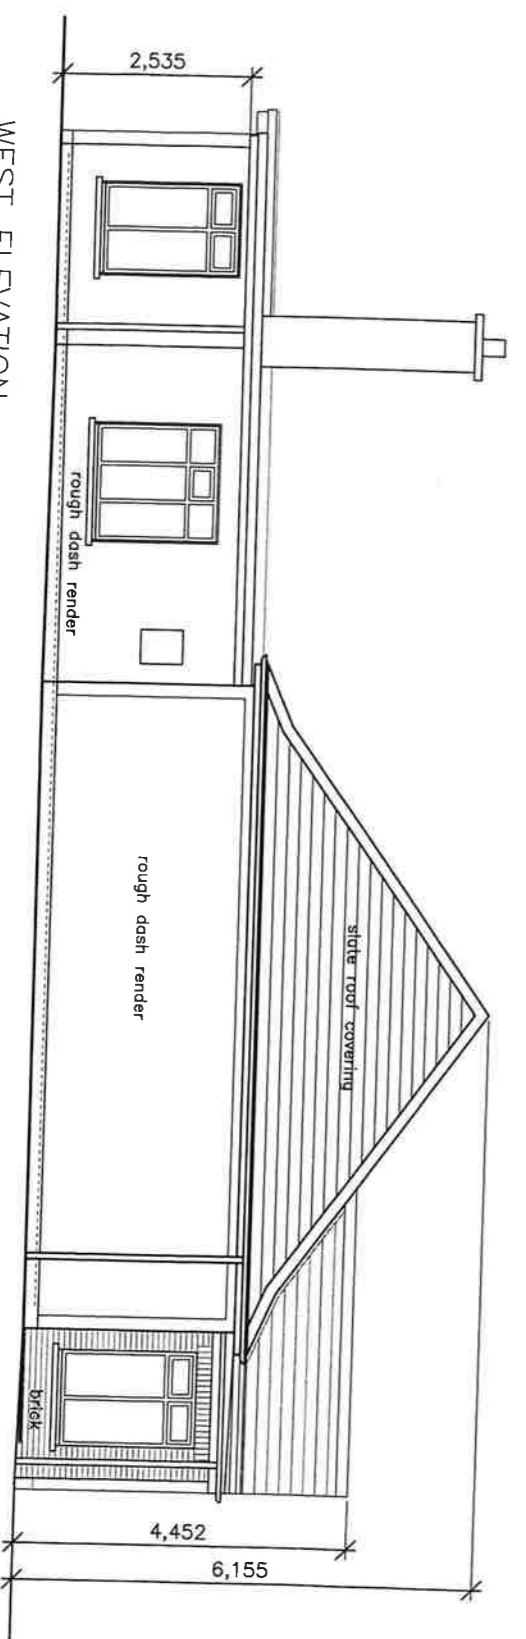 2,535
rough dash render
rough dash render
slate roof covering
brick
4,452
6,155
WEST ELEVATION